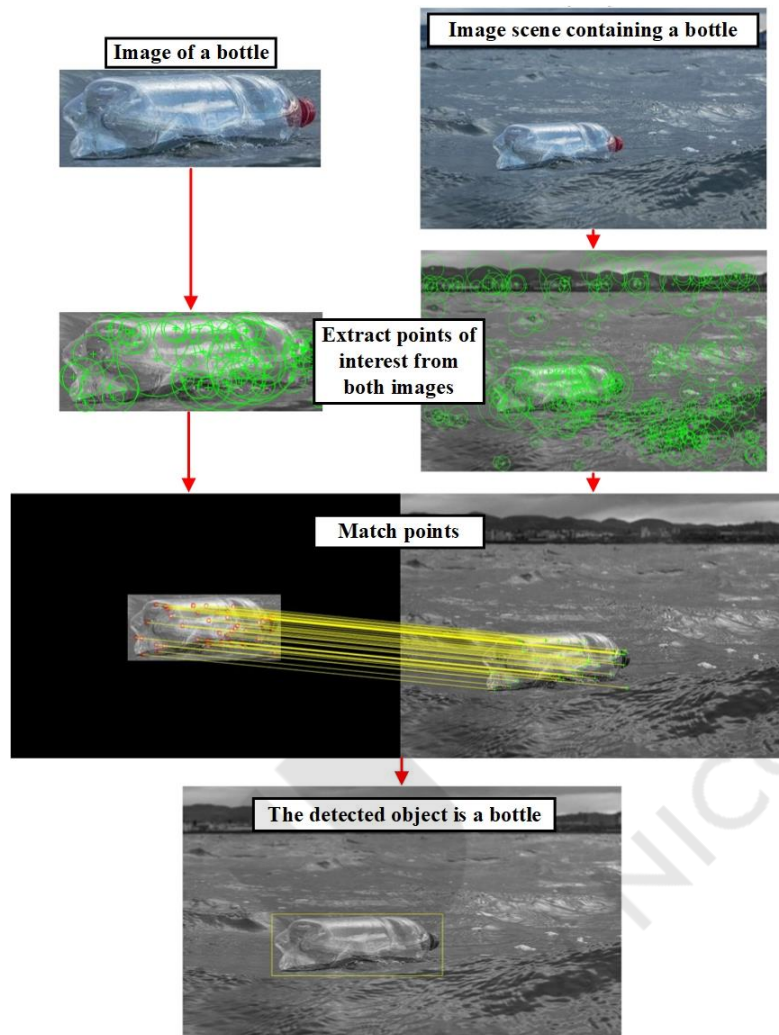 Image of a bottle
Image scene containing a bottle
Extract points of
interest from
both images
Match points
The detected object is a bottle
NICO